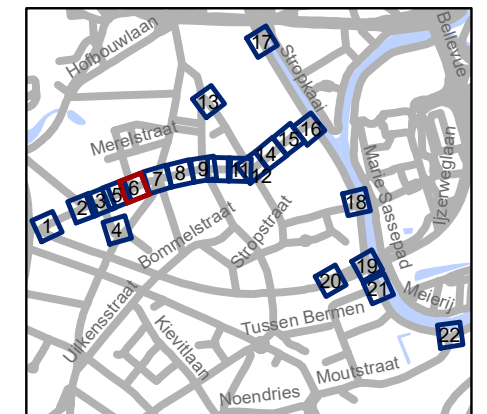 Hofbouwlaan
17
Stropkaai
Bellevue
13
Merelstraat
16
15
14
12
11
9
8
7
6
5
3
2
1
4
Marie Sassepad
Ijzerweglaan
18
Bommelstraat
Stropstraat
19
20
21
Meierij
Uilkensstraat
Tussen Bermen
22
Kievitlaan
Moutstraat
Noendries